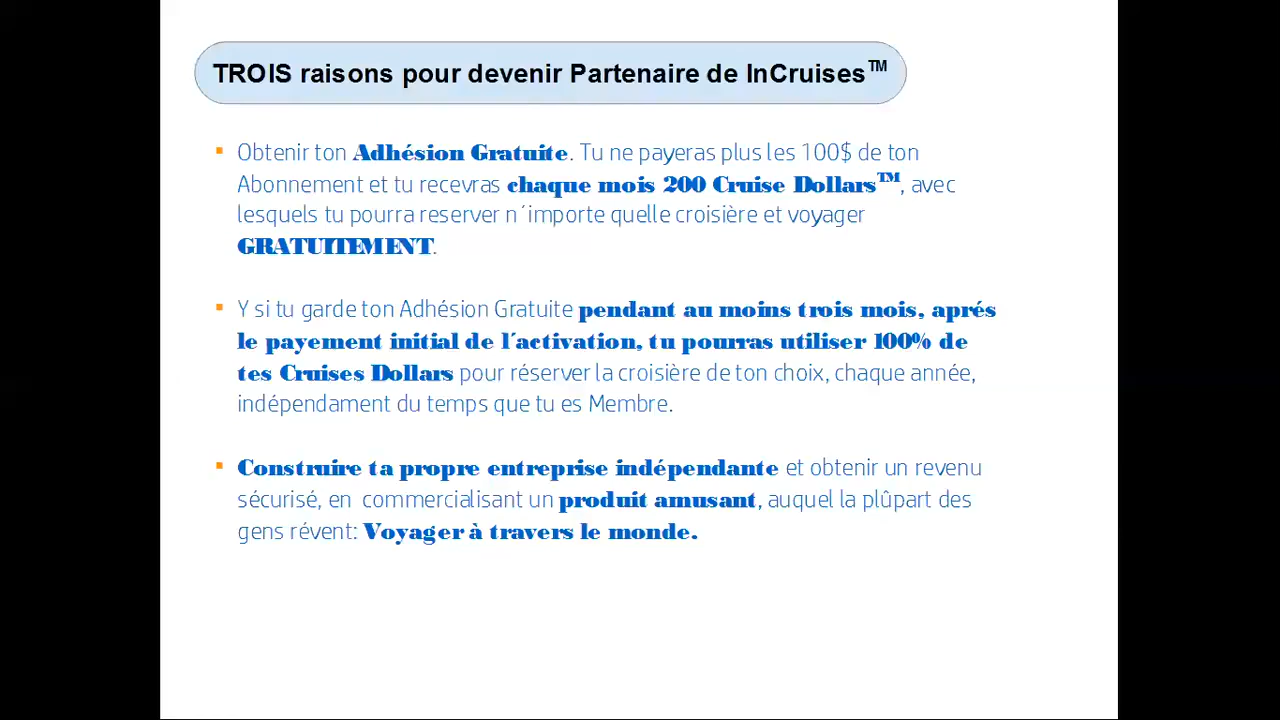 TROIS raisons pour devenir Partenaire de InCruises™
▪ Obtenir ton Adhésion Gratuite. Tu ne payeras plus les 100$ de ton
Abonnement et tu recevras chaque mois 200 Cruise Dollars™, avec
lesquels tu pourra reserver n´importe quelle croisière et voyager
GRATUITEMENT.
▪ Y si tu garde ton Adhésion Gratuite pendant au moins trois mois, aprés
le payement initial de l´activation, tu pourras utiliser 100% de
tes Cruises Dollars pour réserver la croisière de ton choix, chaque année,
indépendament du temps que tu es Membre.
▪ Construire ta propre entreprise indépendante et obtenir un revenu
sécurisé, en commercialisant un produit amusant, auquel la plûpart des
gens révent: Voyager à travers le monde.